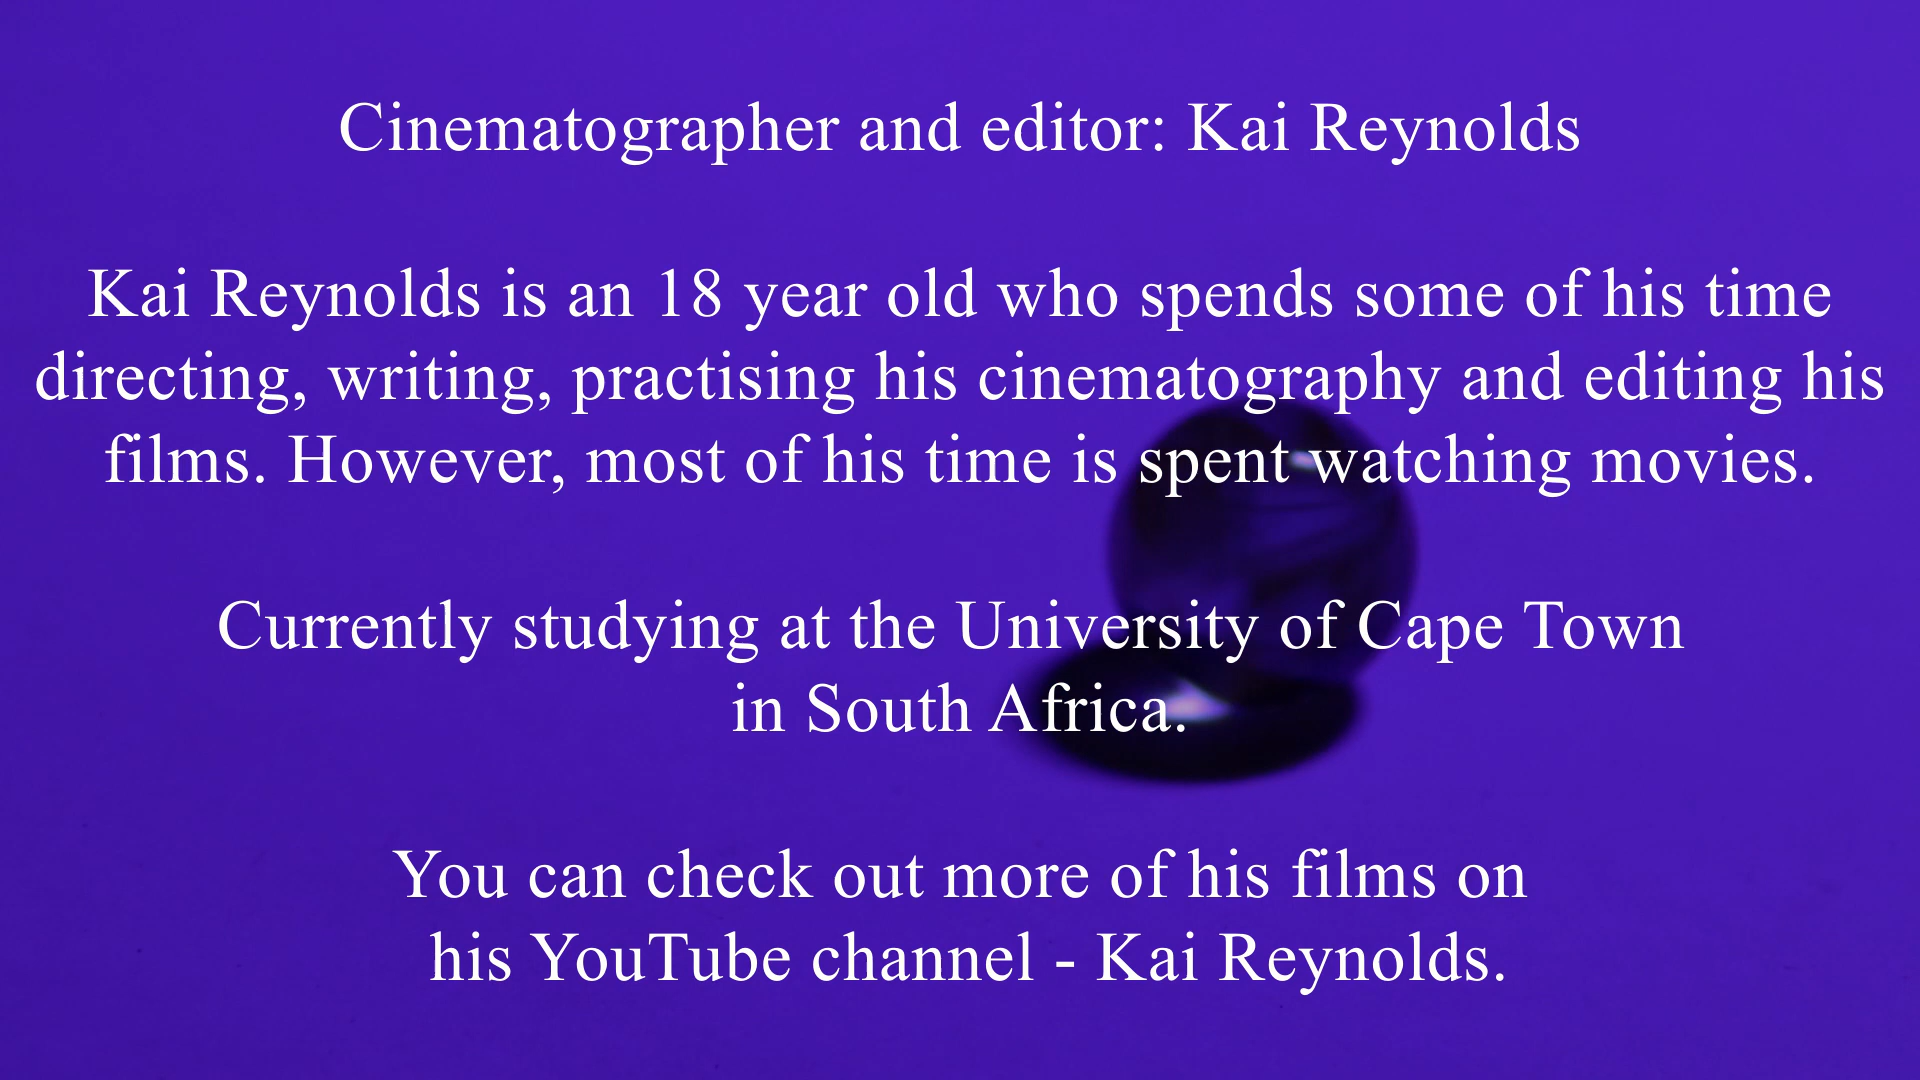 Cinematographer and editor: Kai Reynolds
Kai Reynolds is an 18 year old who spends some of his time
directing, writing, practising his cinematography and editing his
films. However, most of his time is spent watching movies.
Currently studying at the University of Cape Town
in South Africa.
You can check out more of his films on
his YouTube channel - Kai Reynolds.